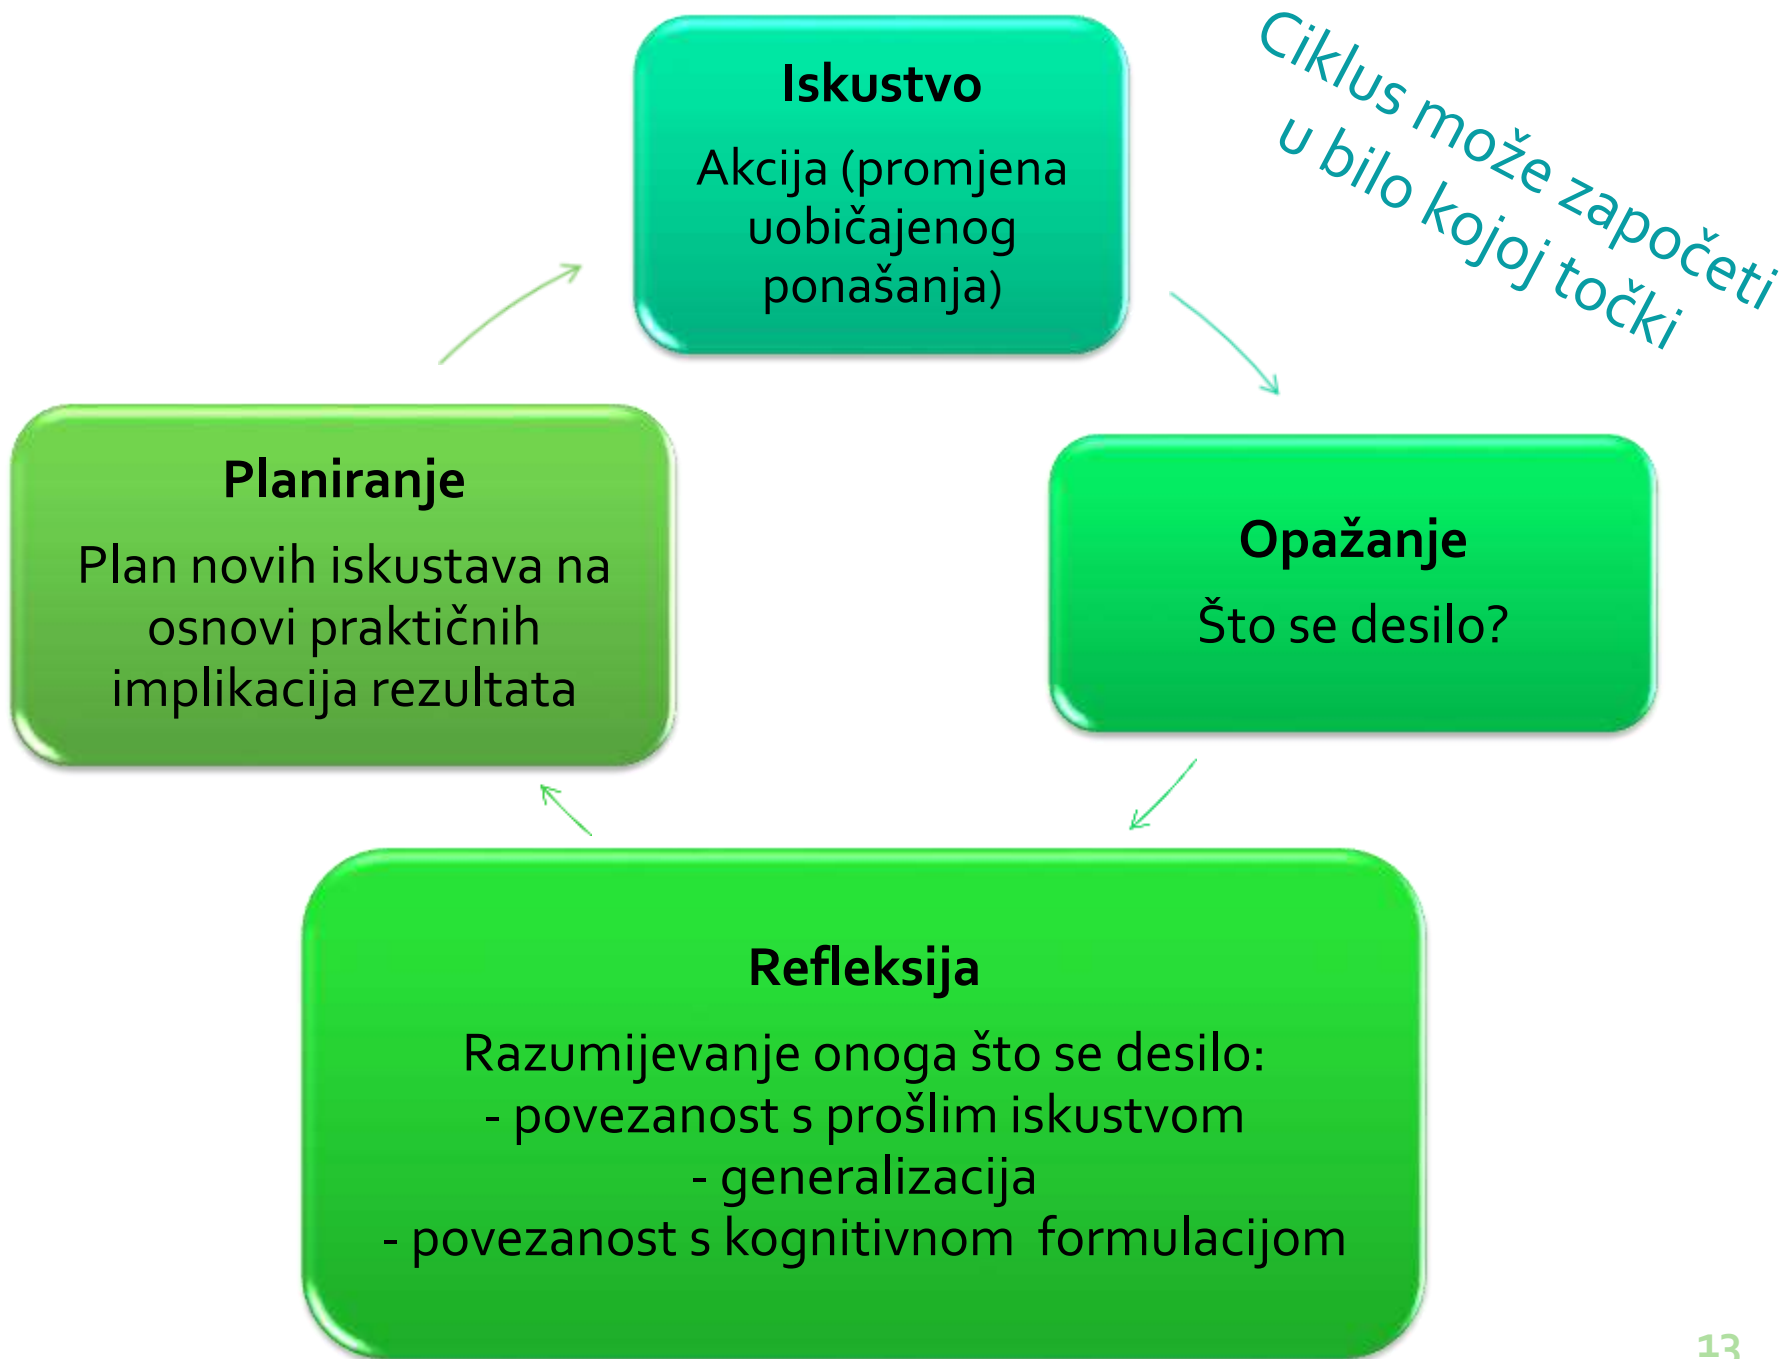 Iskustvo
Akcija (promjena
uobičajenog
ponašanja)
Ciklus može započeti
u bilo kojoj točki
Opažanje
Što se desilo?
Refleksija
Razumijevanje onoga što se desilo:
- povezanost s prošlim iskustvom
- generalizacija
- povezanost s kognitivnom formulacijom
Planiranje
Plan novih iskustava na
osnovi praktičnih
implikacija rezultata
13